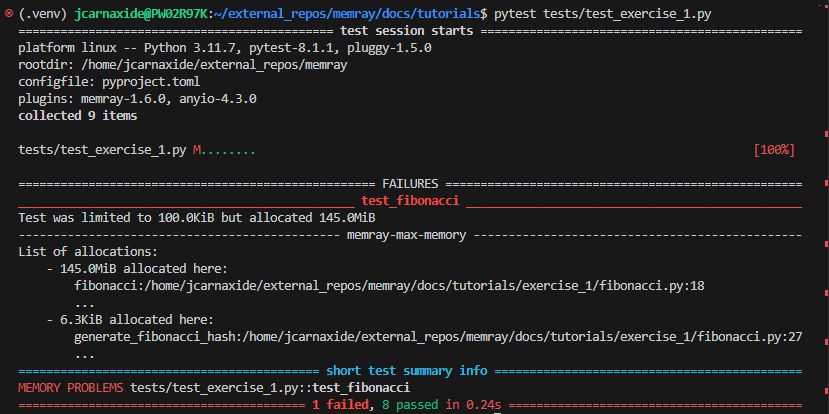 (.venv) jcarnaxide@PW02R97K:~/external_repos/memray/docs/tutorials$ pytest tests/test_exercise_1.py
============================================= test session starts ==============================================
platform linux -- Python 3.11.7, pytest-8.1.1, pluggy-1.5.0
rootdir: /home/jcarnaxide/external_repos/memray
configfile: pyproject.toml
plugins: memray-1.6.0, anyio-4.3.0
collected 9 items
tests/test_exercise_1.py M........ [100%]
=================================================== FAILURES ===================================================
________________________________________________ test_fibonacci ________________________________________________
Test was limited to 100.0KiB but allocated 145.0MiB
---------------------------------------------- memray-max-memory -----------------------------------------------
List of allocations:
    - 145.0MiB allocated here:
        fibonacci:/home/jcarnaxide/external_repos/memray/docs/tutorials/exercise_1/fibonacci.py:18
        ...
    - 6.3KiB allocated here:
        generate_fibonacci_hash:/home/jcarnaxide/external_repos/memray/docs/tutorials/exercise_1/fibonacci.py:27
        ...
=========================================== short test summary info ============================================
MEMORY PROBLEMS tests/test_exercise_1.py::test_fibonacci
========================================= 1 failed, 8 passed in 0.24s ==========================================